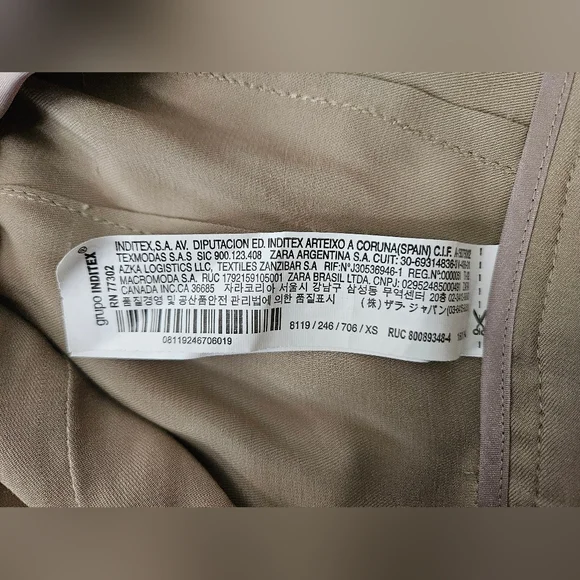 grupo INDITEX®
RN 77302
INDITEX,S.A. AV. DIPUTACION ED. INDITEX ARTEIXO A CORUNA(SPAIN) C.I.F.
TEXMODAS S.A.S SIC 900.123.408 ZARA ARGENTINA S.A. CUIT: 30-69314838-
AZKA LOGISTICS LLC, TEXTILES ZANZIBAR S.A RIF:N°J30536946-1 REG.N°:000009
MACROMODA S.A. RUC 1792159105001 ZARA BRASIL LTDA. CNPJ: 02952485000491
CANADA INC.CA 36685 자라코리아 서울시 강남구 삼성동 무역센터 20층
품질경영 및 공산품안전 관리법에 의한 품질표시 (株) ザラ・ジャパン
8119 / 246 / 706 / XS RUC 80089348-4
08119246706019